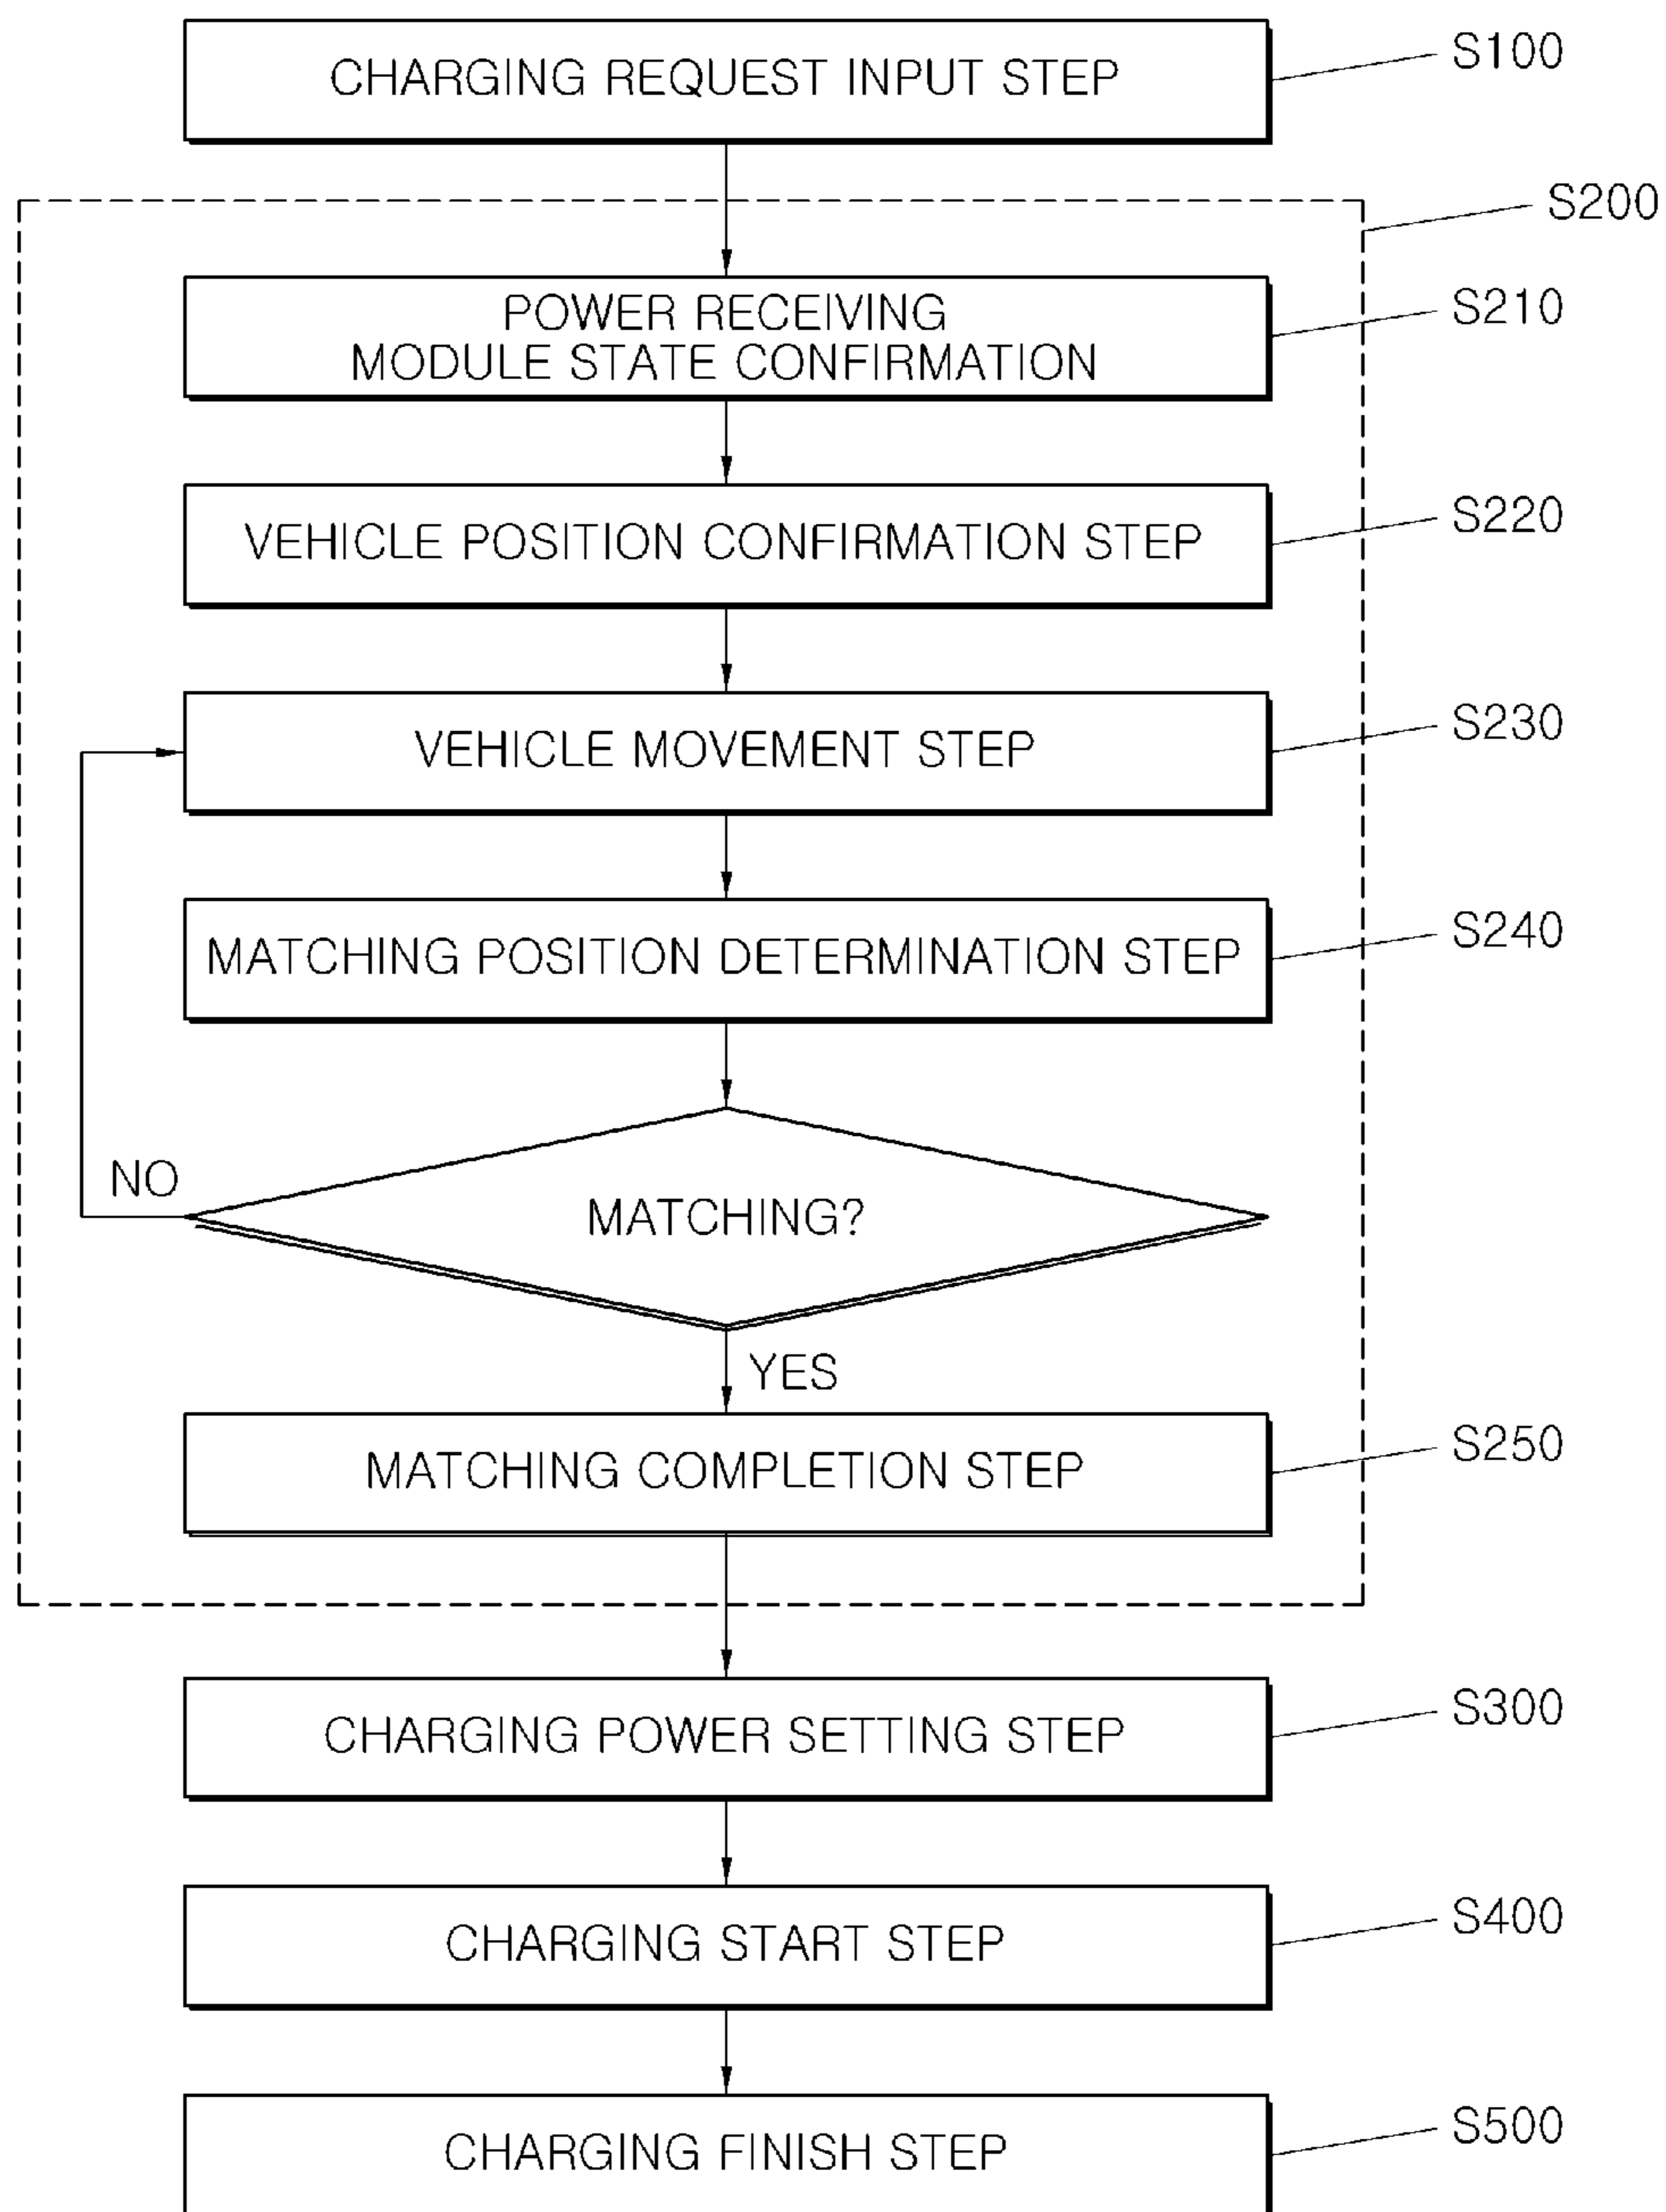 CHARGING REQUEST INPUT STEP
S100
S200
POWER RECEIVING
MODULE STATE CONFIRMATION
S210
VEHICLE POSITION CONFIRMATION STEP
S220
VEHICLE MOVEMENT STEP
S230
MATCHING POSITION DETERMINATION STEP
S240
NO
MATCHING?
YES
MATCHING COMPLETION STEP
S250
CHARGING POWER SETTING STEP
S300
CHARGING START STEP
S400
CHARGING FINISH STEP
S500